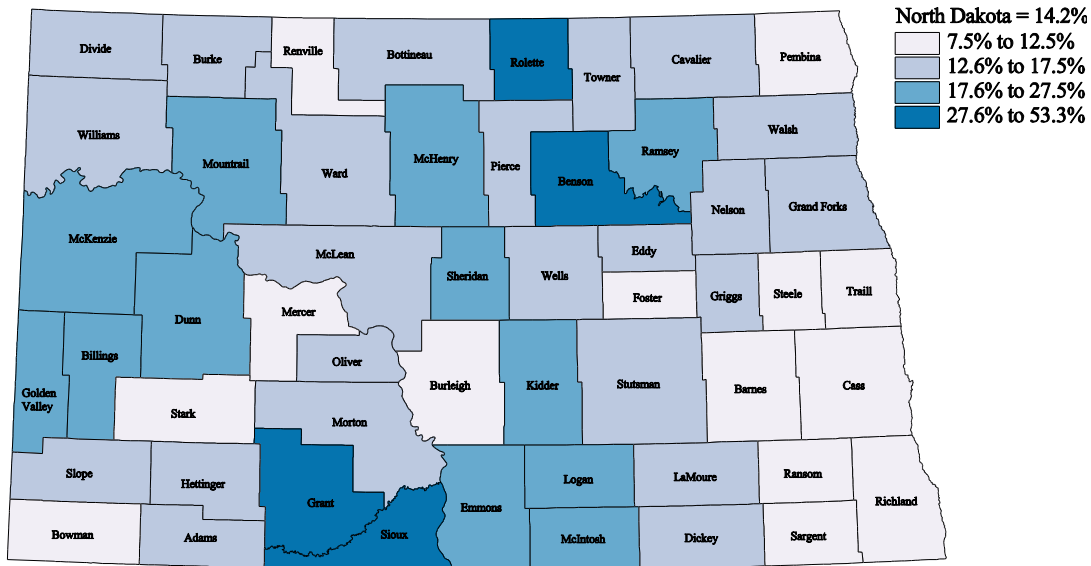 North Dakota = 14.2%
7.5% to 12.5%
12.6% to 17.5%
17.6% to 27.5%
27.6% to 53.3%
Divide
Burke
Renville
Bottineau
Rolette
Towner
Cavalier
Pembina
Williams
Mountrail
Ward
McHenry
Pierce
Benson
Ramsey
Walsh
McKenzie
McLean
Sheridan
Wells
Eddy
Nelson
Grand Forks
Dunn
Mercer
Oliver
Foster
Griggs
Steele
Traill
Golden
Valley
Billings
Stark
Morton
Burleigh
Kidder
Stutsman
Barnes
Cass
Slope
Hettinger
Grant
Sioux
Emmons
Logan
LaMoure
Ransom
Richland
Bowman
Adams
McIntosh
Dickey
Sargent